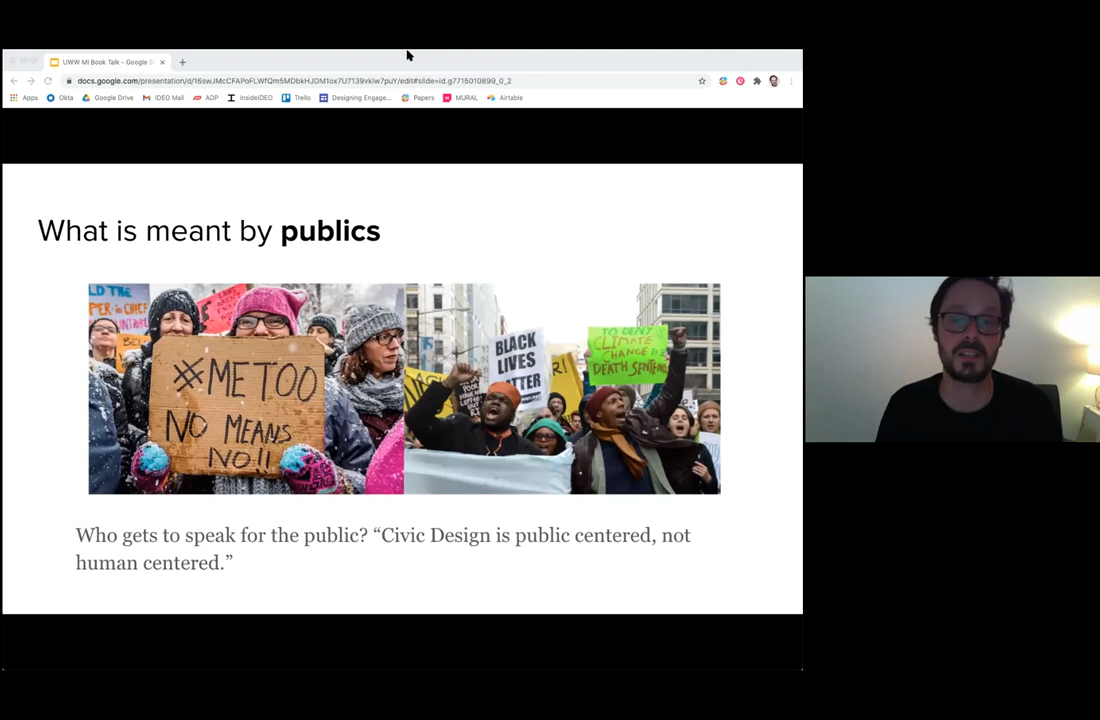 UWW MI Book Talk - Google D
docs.google.com/presentation/d/16swJMcCFAPoFLWfQm5MDbkHJDM1ox7U7139vkiw7puY/edit#slide=id.g7715010899_0_2
Apps Okta Google Drive IDEO Mail ADP InsideIDEO Trello Designing Engage... Papers MURAL Airtable
What is meant by publics
#METOO
NO MEANS
NO!!
BLACK
LIVES
TO DENY
CLIMATE
CHANGE IS A
DEATH SENTENCE
Who gets to speak for the public? “Civic Design is public centered, not
human centered.”